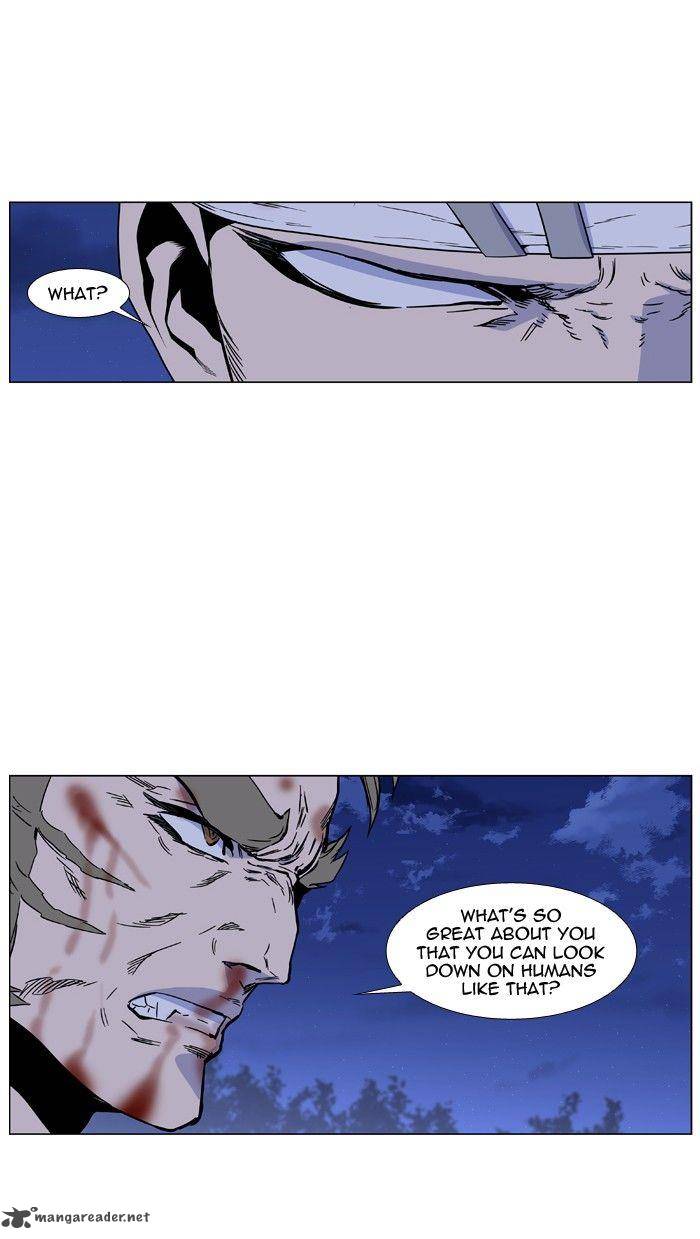 WHAT?
WHAT'S SO
GREAT ABOUT YOU
THAT YOU CAN LOOK
DOWN ON HUMANS
LIKE THAT?
mangareader.net